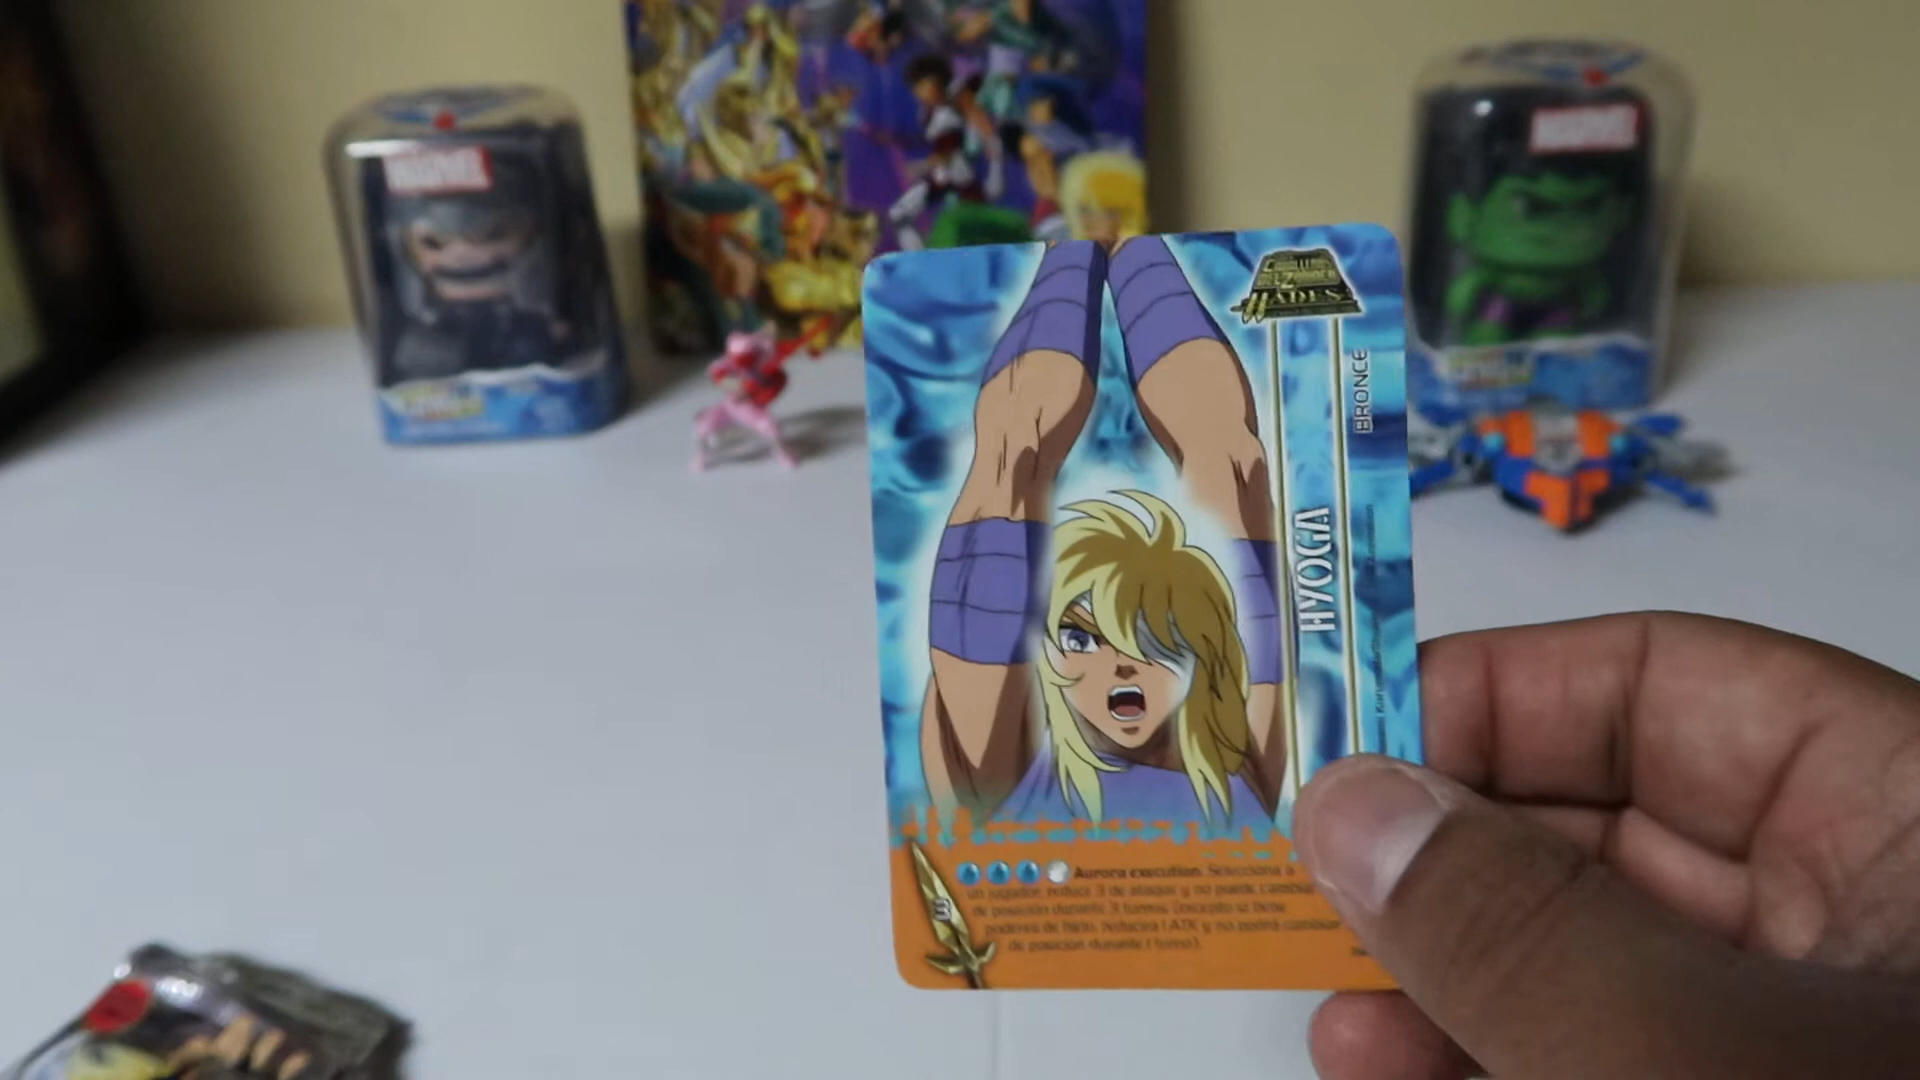 MARVEL
MARVEL
HADES
BRONCE
HYOGA
3
Aurora execution. Selecciona a
un jugador, reduce 3 de ataque y no puede cambiar
de posición durante 3 turnos (excepto si tiene
poderes de hielo, reducirá 1 ATK y no podrá cambiar
de posición durante 1 turno).